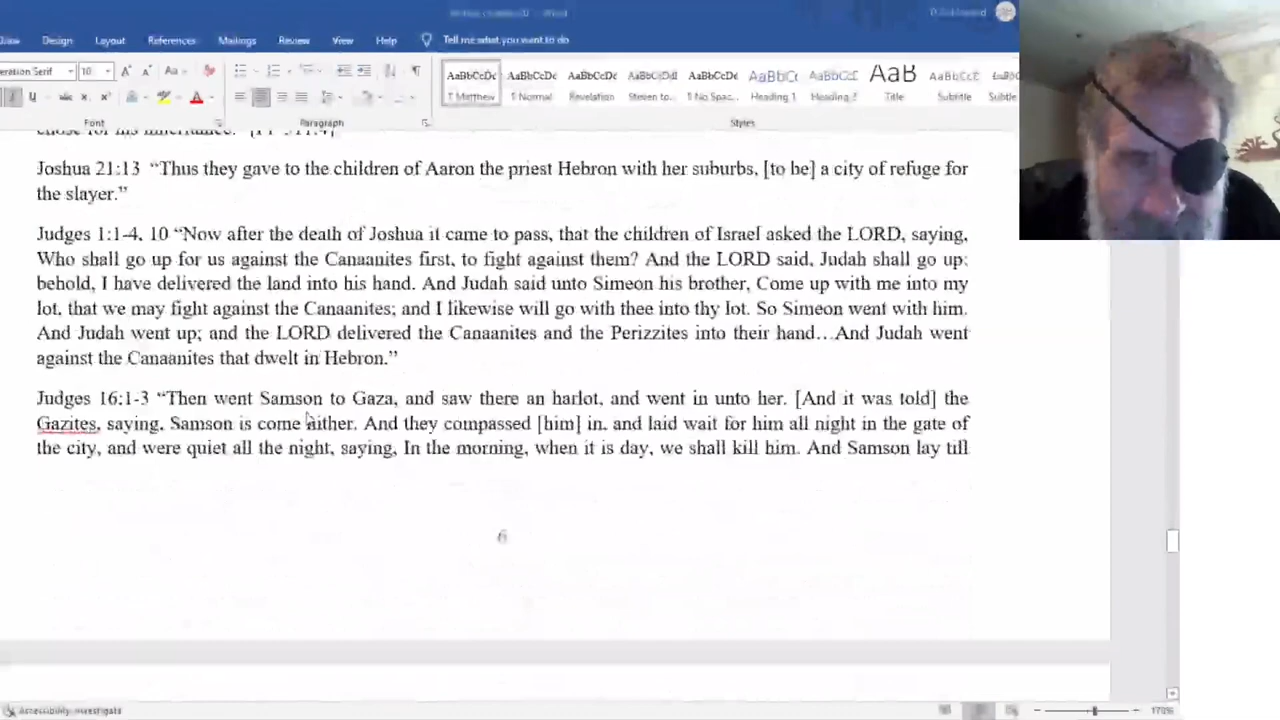 Design Layout References Mailings Review View Help Tell me what you want to do
10
AaBbCcDc AaBbCcDc AaBbCcDc AaBbCcDd AaBbCcDc AaBbCc AaBbCcE AaB AaBbCcD
¶ Matthew ¶ Normal Revelation ¶ No Spac... Heading 1 Heading 2 Title Subtitle
Font Paragraph Styles
Joshua 21:13 “Thus they gave to the children of Aaron the priest Hebron with her suburbs, [to be] a city of refuge for
the slayer.”
Judges 1:1-4, 10 “Now after the death of Joshua it came to pass, that the children of Israel asked the LORD, saying,
Who shall go up for us against the Canaanites first, to fight against them? And the LORD said, Judah shall go up:
behold, I have delivered the land into his hand. And Judah said unto Simeon his brother, Come up with me into my
lot, that we may fight against the Canaanites; and I likewise will go with thee into thy lot. So Simeon went with him.
And Judah went up; and the LORD delivered the Canaanites and the Perizzites into their hand…And Judah went
against the Canaanites that dwelt in Hebron.”
Judges 16:1-3 “Then went Samson to Gaza, and saw there an harlot, and went in unto her. [And it was told] the
Gazites, saying, Samson is come hither. And they compassed [him] in, and laid wait for him all night in the gate of
the city, and were quiet all the night, saying, In the morning, when it is day, we shall kill him. And Samson lay till
6
Accessibility: Investigate
170%